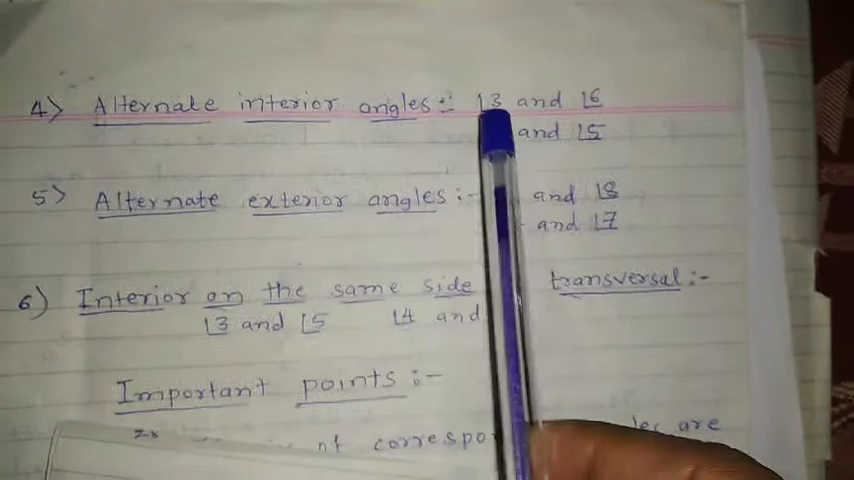 4> Alternate interior angles :- ∠3 and ∠6
and ∠5
5> Alternate exterior angles :- and ∠8
and ∠7
6) Interior on the same side transversal :-
∠3 and ∠5 ∠4 and
Important points :-
correspo are